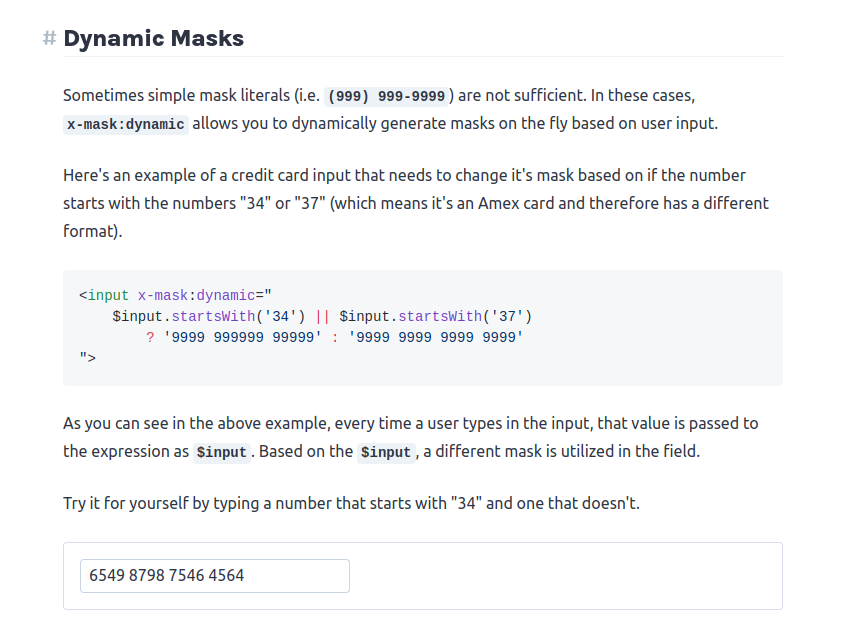 # Dynamic Masks
Sometimes simple mask literals (i.e. (999) 999-9999) are not sufficient. In these cases,
x-mask:dynamic allows you to dynamically generate masks on the fly based on user input.
Here's an example of a credit card input that needs to change it's mask based on if the number
starts with the numbers "34" or "37" (which means it's an Amex card and therefore has a different
format).
<input x-mask:dynamic="
    $input.startsWith('34') || $input.startsWith('37')
        ? '9999 999999 99999' : '9999 9999 9999 9999'
">
As you can see in the above example, every time a user types in the input, that value is passed to
the expression as $input. Based on the $input, a different mask is utilized in the field.
Try it for yourself by typing a number that starts with "34" and one that doesn't.
6549 8798 7546 4564